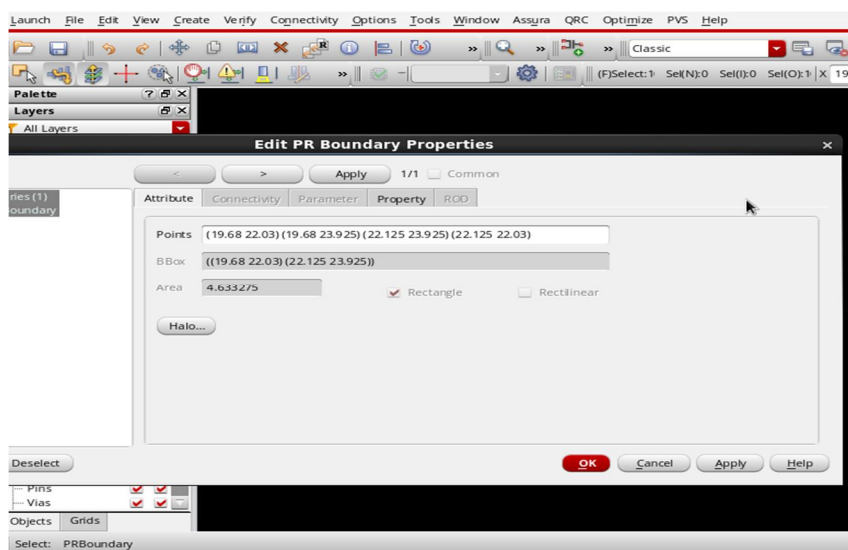 Launch File Edit View Create Verify Connectivity Options Tools Window Assura QRC Optimize PVS Help
» » » Classic
» (F)Select:1 Sel(N):0 Sel(I):0 Sel(O):1 X 19
Palette ?
Layers
All Layers
Edit PR Boundary Properties
< > Apply 1/1 Common
ries (1)
oundary
Attribute Connectivity Parameter Property ROD
Points (19.68 22.03) (19.68 23.925) (22.125 23.925) (22.125 22.03)
BBox ((19.68 22.03) (22.125 23.925))
Area 4.633275 Rectangle Rectilinear
Halo...
Deselect OK Cancel Apply Help
Pins
Vias
Objects Grids
Select: PRBoundary